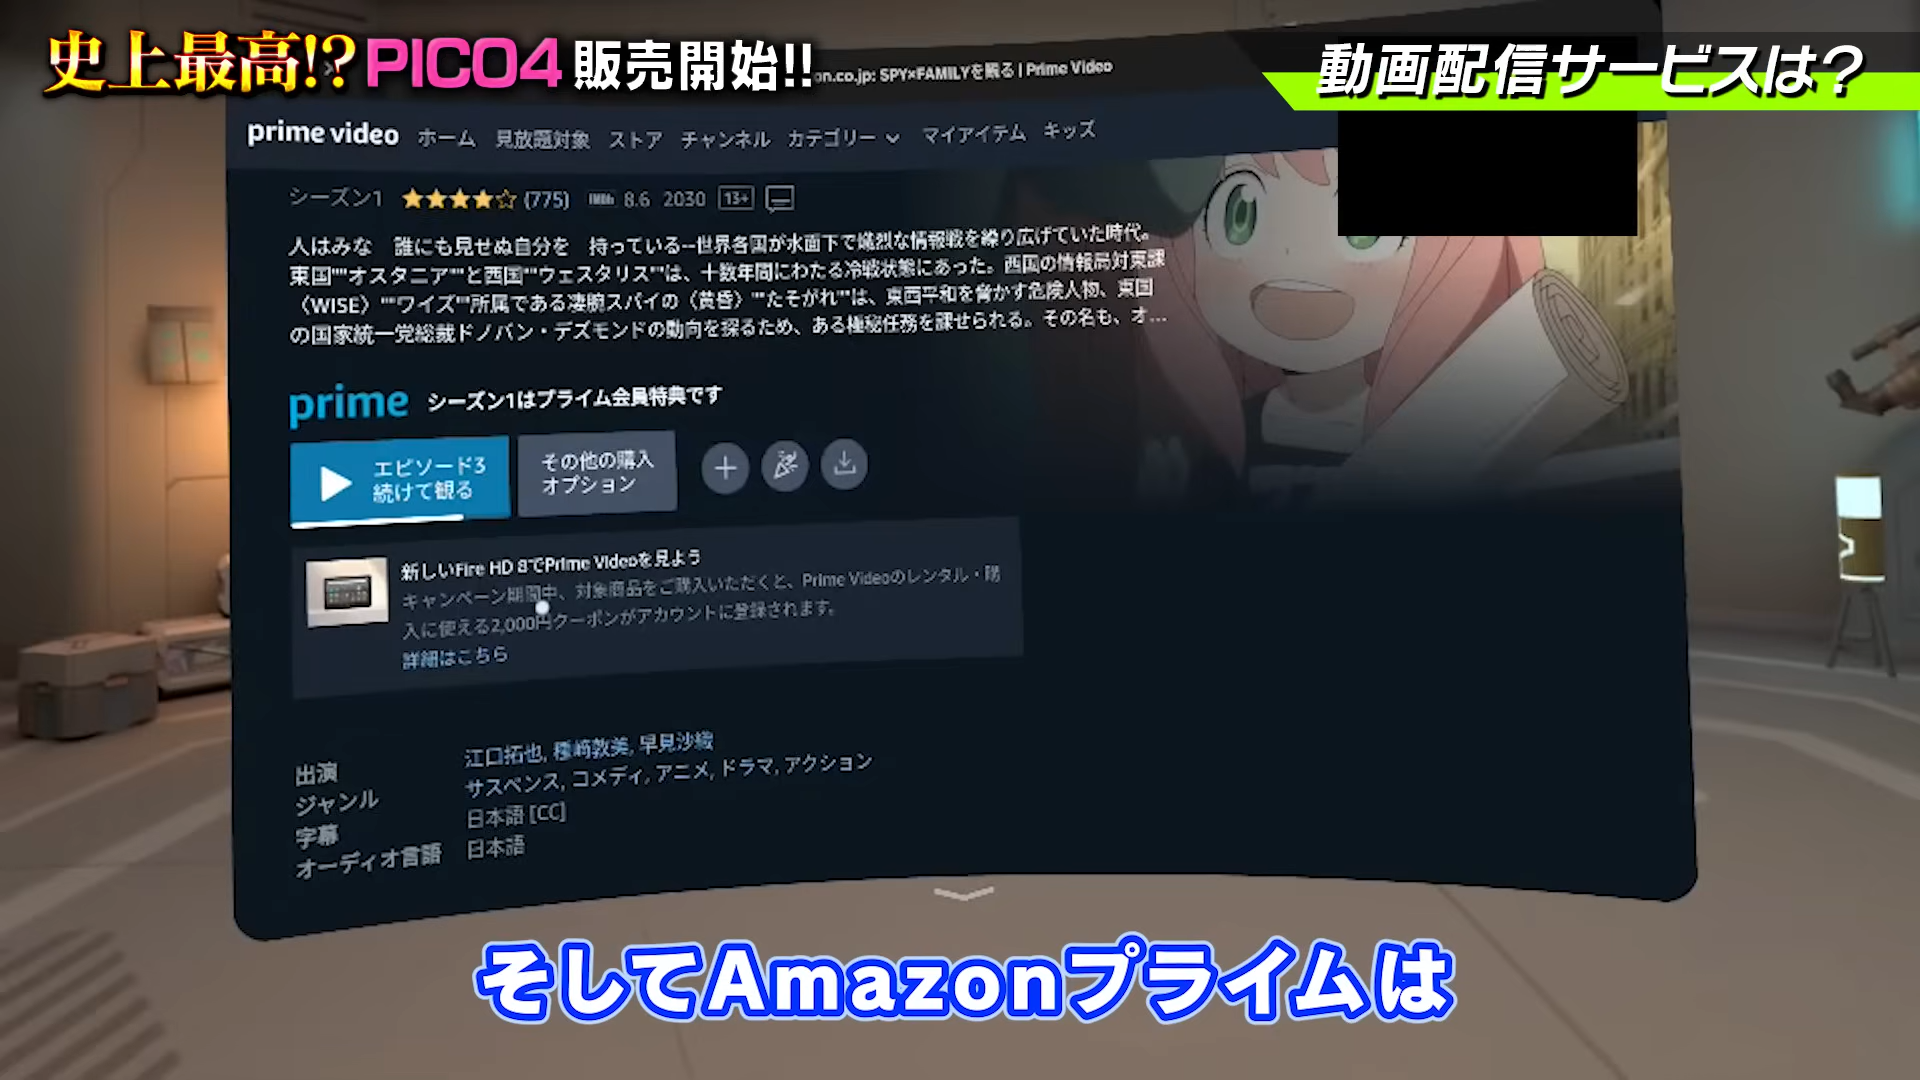 史上最高!?PICO4販売開始!!
on.co.jp: SPY×FAMILYを観る | Prime Video
動画配信サービスは?
prime video ホーム 見放題対象 ストア チャンネル カテゴリー マイアイテム キッズ
シーズン1 (775) IMDb 8.6 2030 13+
人はみな 誰にも見せぬ自分を 持っている--世界各国が水面下で熾烈な情報戦を繰り広げていた時代。
東国""オスタニア""と西国""ウェスタリス""は、十数年間にわたる冷戦状態にあった。西国の情報局対東課
〈WISE〉""ワイズ""所属である凄腕スパイの〈黄昏〉""たそがれ""は、東西平和を脅かす危険人物、東国
の国家統一党総裁ドノバン・デズモンドの動向を探るため、ある極秘任務を課せられる。その名も、オ...
prime シーズン1はプライム会員特典です
エピソード3
続けて観る
その他の購入
オプション
新しいFire HD 8でPrime Videoを見よう
キャンペーン期間中、対象商品をご購入いただくと、Prime Videoのレンタル・購
入に使える2,000円クーポンがアカウントに登録されます。
詳細はこちら
出演 江口拓也, 種﨑敦美, 早見沙織
ジャンル サスペンス, コメディ, アニメ, ドラマ, アクション
字幕 日本語 [CC]
オーディオ言語 日本語
そしてAmazonプライムは